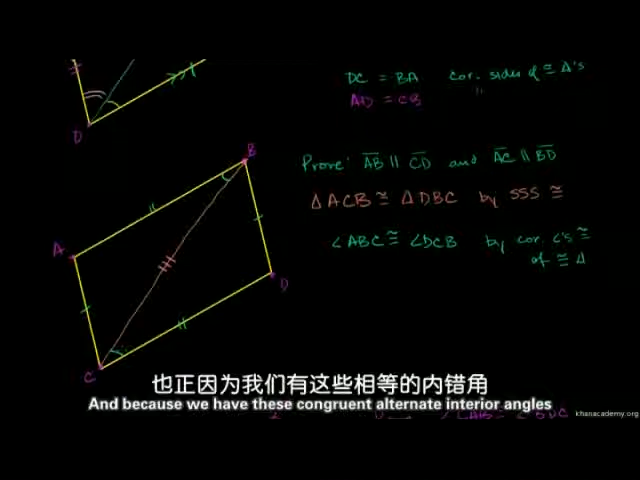 DC = BA cor. sides of ≅ Δ's
AD = CB
D
B
Prove: AB || CD and AC || BD
ΔACB ≅ ΔDBC by SSS ≅
∠ABC ≅ ∠DCB by cor. ∠'s ≅
of ≅ Δ
A
D
C
也正因为我们有这些相等的内错角
And because we have these congruent alternate interior angles
khanacademy.org